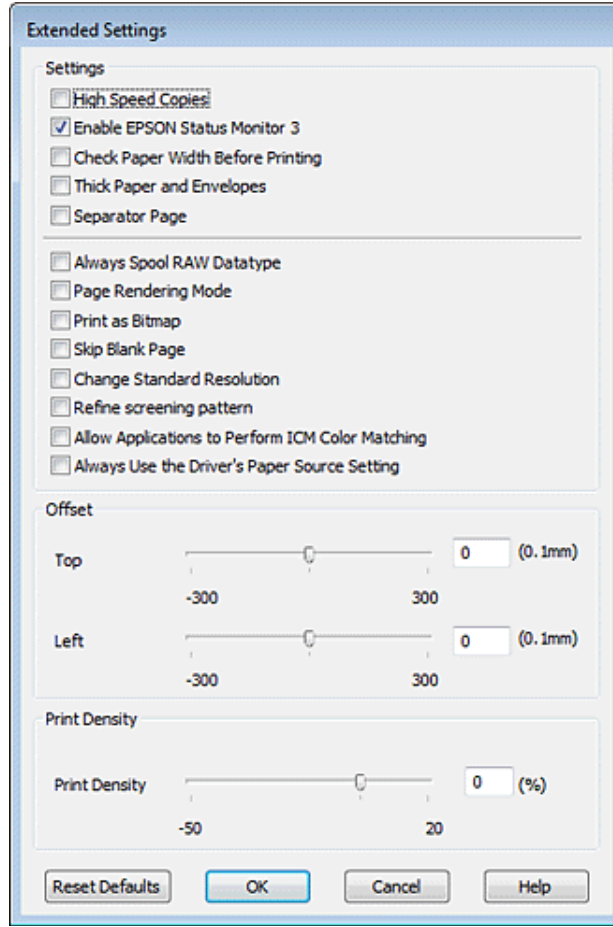 Extended Settings
Settings
High Speed Copies
Enable EPSON Status Monitor 3
Check Paper Width Before Printing
Thick Paper and Envelopes
Separator Page
Always Spool RAW Datatype
Page Rendering Mode
Print as Bitmap
Skip Blank Page
Change Standard Resolution
Refine screening pattern
Allow Applications to Perform ICM Color Matching
Always Use the Driver's Paper Source Setting
Offset
Top 0 (0.1mm)
-300 300
Left 0 (0.1mm)
-300 300
Print Density
Print Density 0 (%)
-50 20
Reset Defaults OK Cancel Help